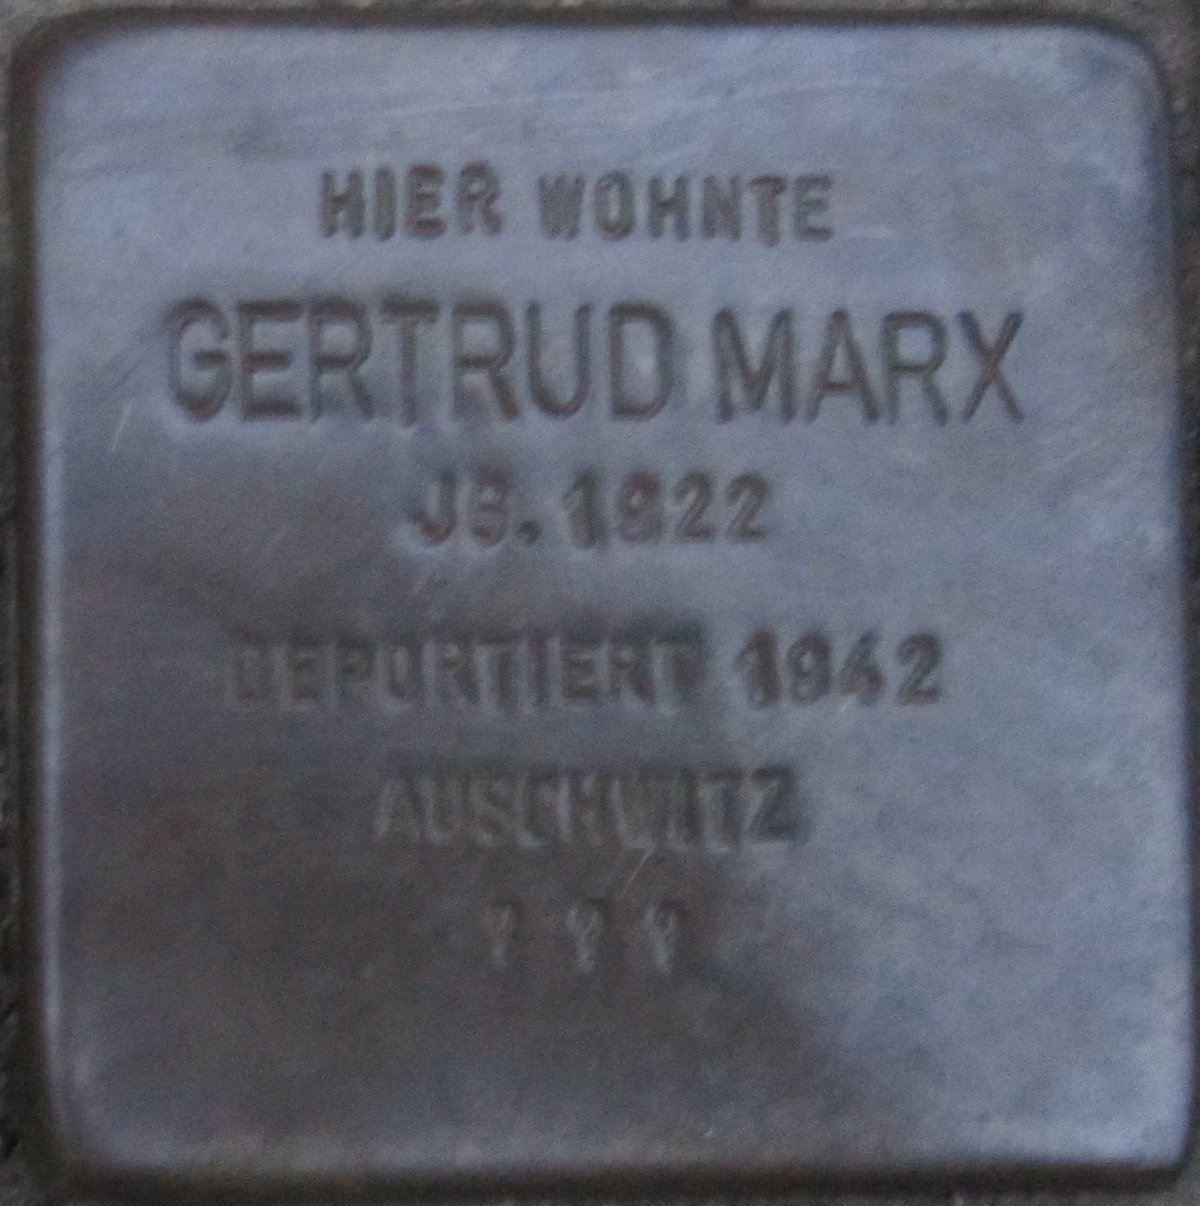 HIER WOHNTE
GERTRUD MARX
JG. 1922
DEPORTIERT 1942
AUSCHWITZ
? ? ?